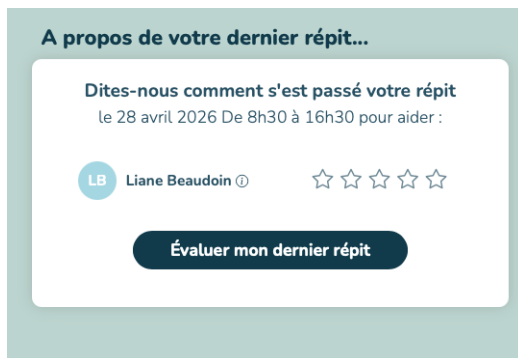 A propos de votre dernier répit...
Dites-nous comment s'est passé votre répit
le 28 avril 2026 De 8h30 à 16h30 pour aider :
LB
Liane Beaudoin
Évaluer mon dernier répit